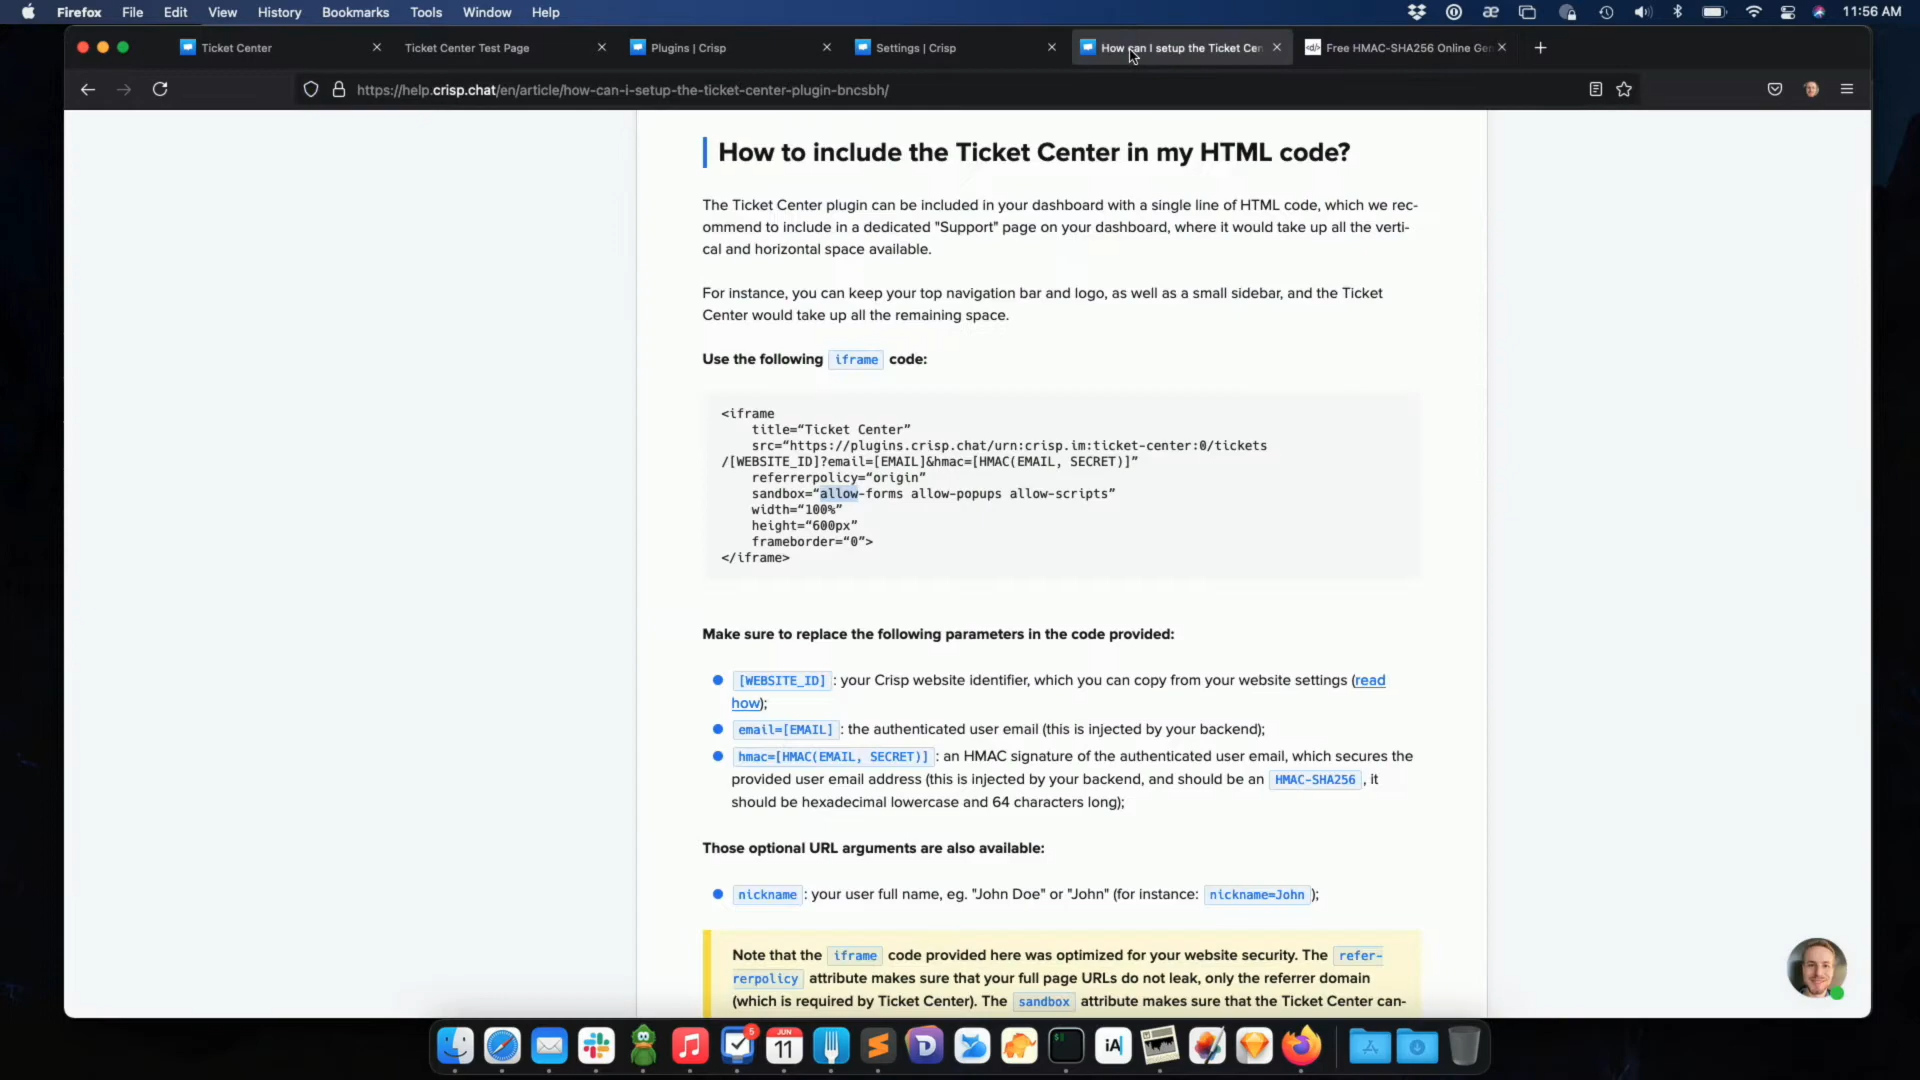 Firefox File Edit View History Bookmarks Tools Window Help 11:56 AM
Ticket Center Ticket Center Test Page Plugins | Crisp Settings | Crisp How can I setup the Ticket Cen Free HMAC-SHA256 Online Gen
https://help.crisp.chat/en/article/how-can-i-setup-the-ticket-center-plugin-bncsbh/
How to include the Ticket Center in my HTML code?
The Ticket Center plugin can be included in your dashboard with a single line of HTML code, which we rec-
ommend to include in a dedicated "Support" page on your dashboard, where it would take up all the verti-
cal and horizontal space available.
For instance, you can keep your top navigation bar and logo, as well as a small sidebar, and the Ticket
Center would take up all the remaining space.
Use the following iframe code:
<iframe
title=“Ticket Center”
src=“https://plugins.crisp.chat/urn:crisp.im:ticket-center:0/tickets
/[WEBSITE_ID]?email=[EMAIL]&hmac=[HMAC(EMAIL, SECRET)]”
referrerpolicy=“origin”
sandbox=“allow-forms allow-popups allow-scripts”
width=“100%”
height=“600px”
frameborder=“0”>
</iframe>
Make sure to replace the following parameters in the code provided:
[WEBSITE_ID] : your Crisp website identifier, which you can copy from your website settings (read
how);
email=[EMAIL] : the authenticated user email (this is injected by your backend);
hmac=[HMAC(EMAIL, SECRET)] : an HMAC signature of the authenticated user email, which secures the
provided user email address (this is injected by your backend, and should be an HMAC-SHA256 , it
should be hexadecimal lowercase and 64 characters long);
Those optional URL arguments are also available:
nickname : your user full name, eg. "John Doe" or "John" (for instance: nickname=John );
Note that the iframe code provided here was optimized for your website security. The refer-
rerpolicy attribute makes sure that your full page URLs do not leak, only the referrer domain
(which is required by Ticket Center). The sandbox attribute makes sure that the Ticket Center can-
5
JUN
11
iA